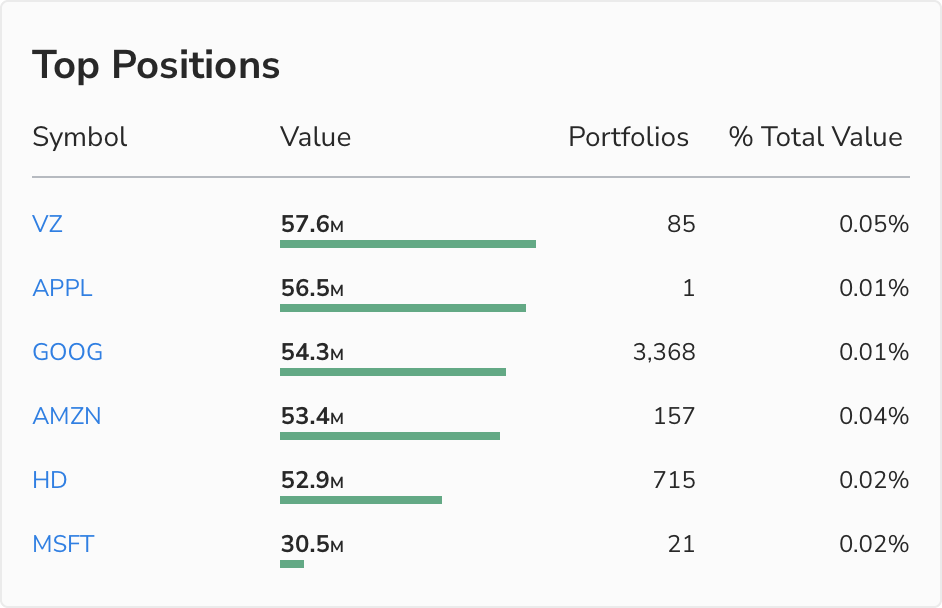 Top Positions
Symbol Value Portfolios % Total Value
VZ 57.6M 85 0.05%
APPL 56.5M 1 0.01%
GOOG 54.3M 3,368 0.01%
AMZN 53.4M 157 0.04%
HD 52.9M 715 0.02%
MSFT 30.5M 21 0.02%